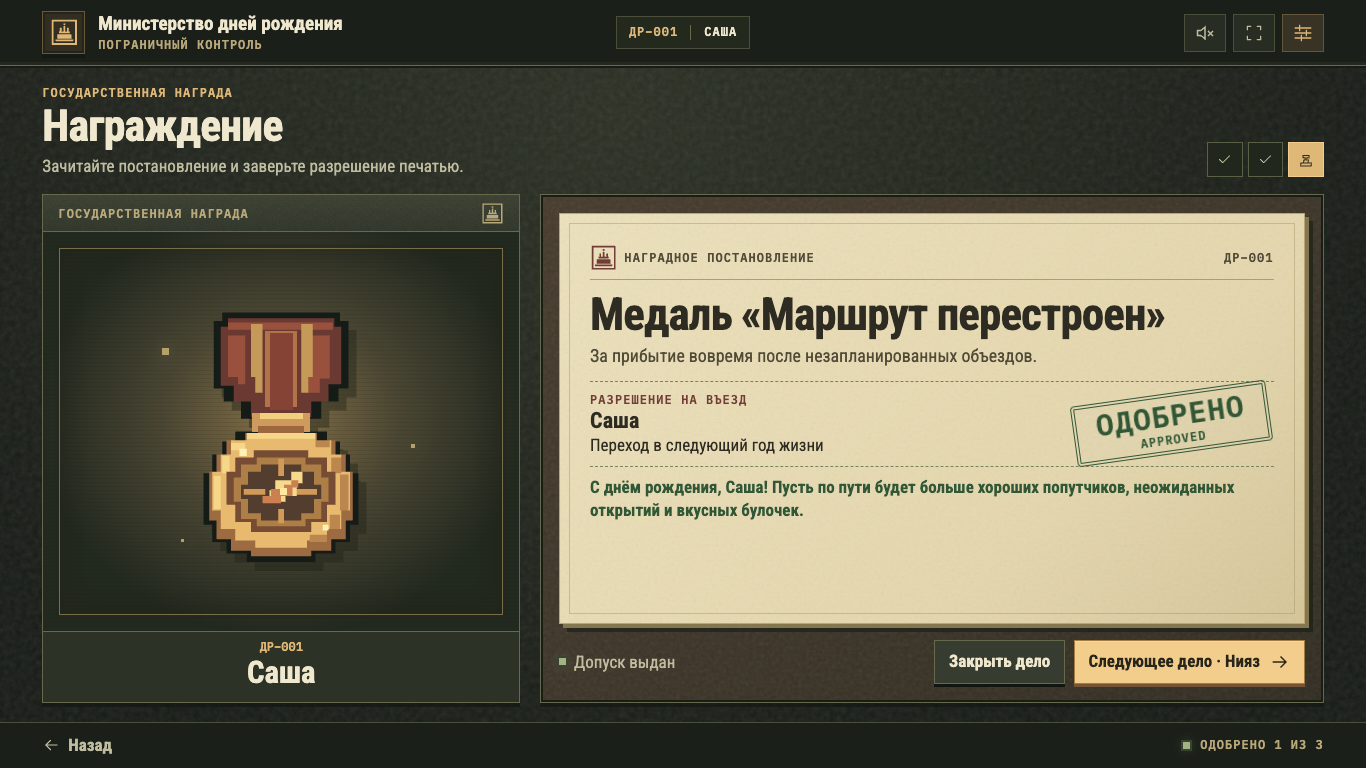 Министерство дней рождения
ПОГРАНИЧНЫЙ КОНТРОЛЬ
ДР-001 | САША
ГОСУДАРСТВЕННАЯ НАГРАДА
Награждение
Зачитайте постановление и заверьте разрешение печатью.
ГОСУДАРСТВЕННАЯ НАГРАДА
ДР-001
Саша
НАГРАДНОЕ ПОСТАНОВЛЕНИЕ
ДР-001
Медаль «Маршрут перестроен»
За прибытие вовремя после незапланированных объездов.
РАЗРЕШЕНИЕ НА ВЪЕЗД
Саша
Переход в следующий год жизни
ОДОБРЕНО
APPROVED
С днём рождения, Саша! Пусть по пути будет больше хороших попутчиков, неожиданных
открытий и вкусных булочек.
Допуск выдан
Закрыть дело
Следующее дело · Нияз →
← Назад
ОДОБРЕНО 1 ИЗ 3